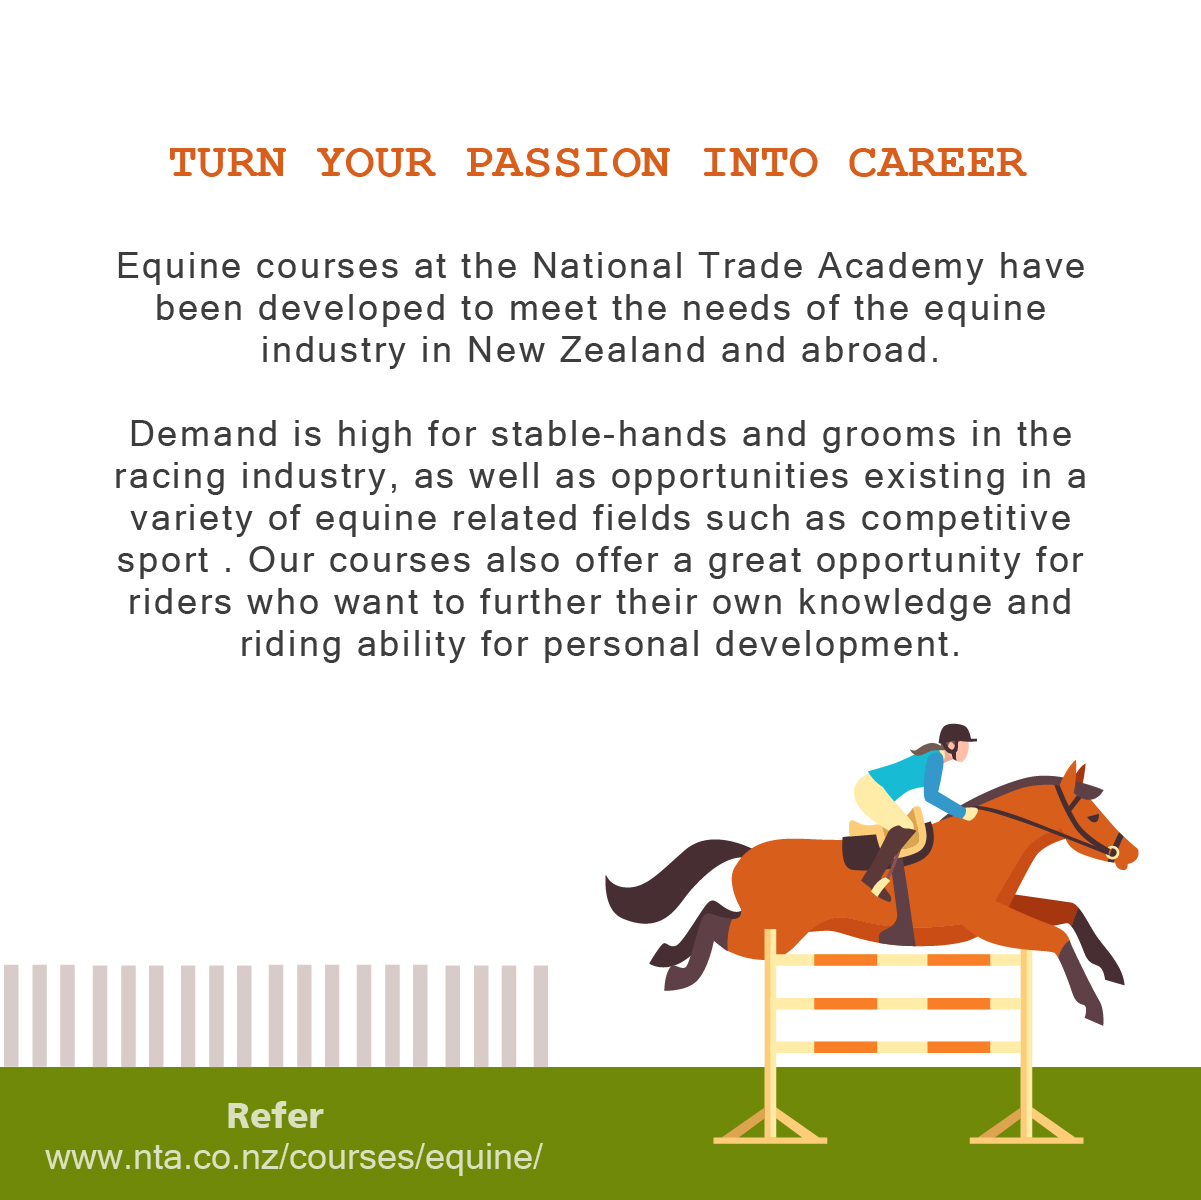 TURN YOUR PASSION INTO CAREER
Equine courses at the National Trade Academy have
been developed to meet the needs of the equine
industry in New Zealand and abroad.
Demand is high for stable-hands and grooms in the
racing industry, as well as opportunities existing in a
variety of equine related fields such as competitive
sport . Our courses also offer a great opportunity for
riders who want to further their own knowledge and
riding ability for personal development.
Refer
www.nta.co.nz/courses/equine/